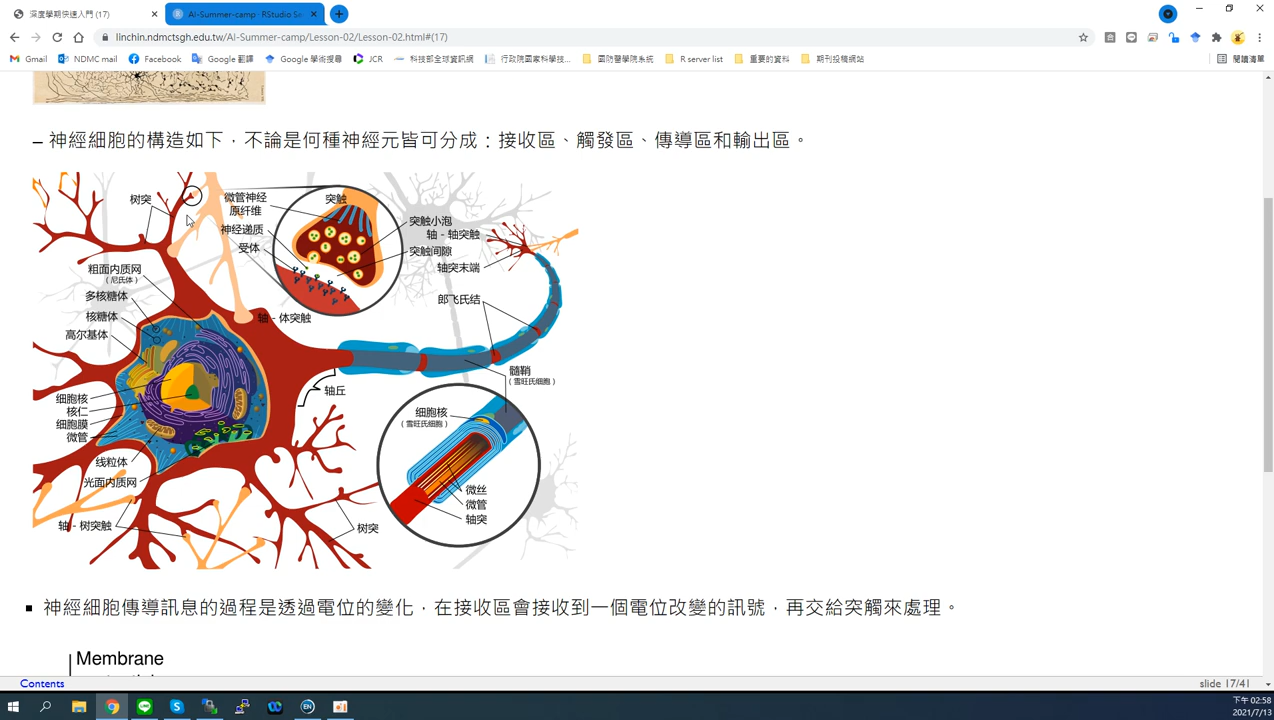 深度學期快速入門 (17)
AI-Summer-camp - RStudio Se
linchin.ndmctsgh.edu.tw/AI-Summer-camp/Lesson-02/Lesson-02.html#(17)
Gmail NDMC mail Facebook Google 翻譯 Google 學術搜尋 JCR 科技部全球資訊網 行政院國家科學技... 國防醫學院系統 R server list 重要的資料 期刊投稿網站 閱讀清單
– 神經細胞的構造如下，不論是何種神經元皆可分成：接收區、觸發區、傳導區和輸出區。
树突
微管神经
原纤维
突触
神经递质
受体
突触小泡
轴 - 轴突触
突触间隙
轴突末端
粗面内质网
(尼氏体)
多核糖体
核糖体
高尔基体
轴 - 体突触
郎飞氏结
髓鞘
(雪旺氏细胞)
轴丘
细胞核
核仁
细胞膜
微管
细胞核
(雪旺氏细胞)
线粒体
光面内质网
微丝
微管
轴突
轴 - 树突触
树突
▪ 神經細胞傳導訊息的過程是透過電位的變化，在接收區會接收到一個電位改變的訊號，再交給突觸來處理。
Membrane
Contents
slide 17/41
下午 02:58
2021/7/13